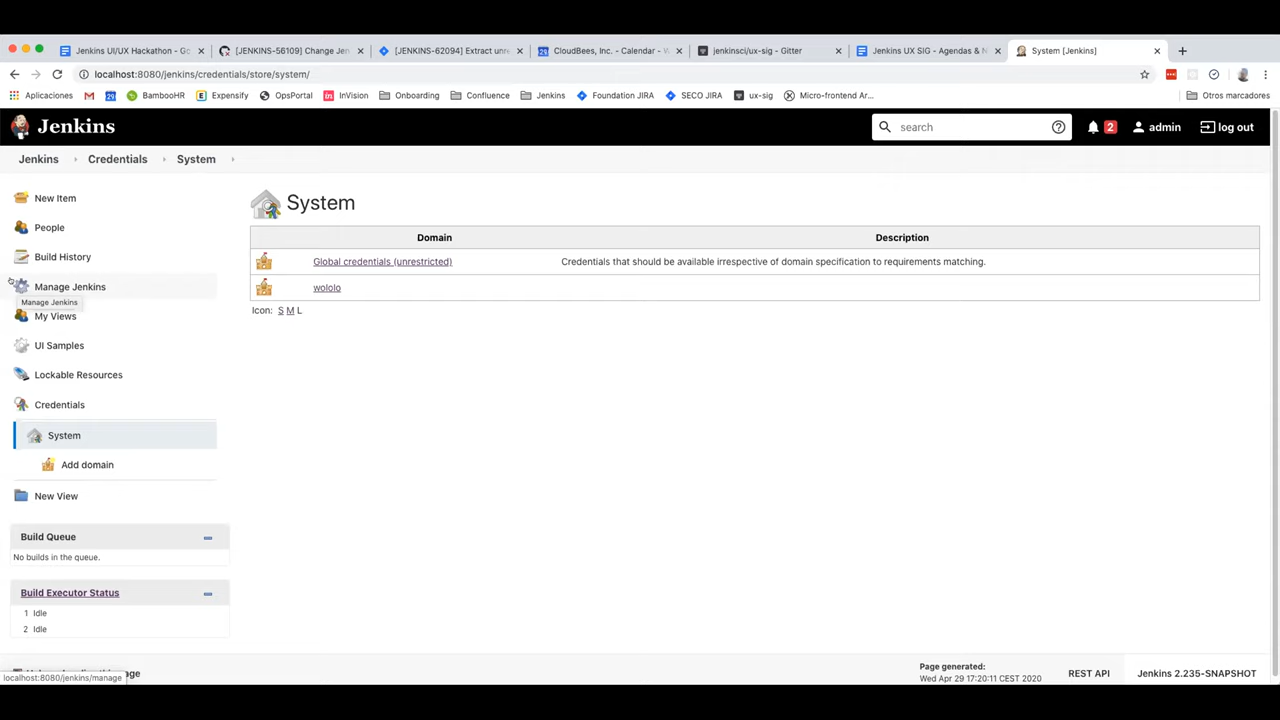 Jenkins UI/UX Hackathon - Go
[JENKINS-56109] Change Jen
[JENKINS-62094] Extract unre
CloudBees, Inc. - Calendar - W
jenkinsci/ux-sig - Gitter
Jenkins UX SIG - Agendas & N
System [Jenkins]
localhost:8080/jenkins/credentials/store/system/
Aplicaciones
BambooHR
Expensify
OpsPortal
InVision
Onboarding
Confluence
Jenkins
Foundation JIRA
SECO JIRA
ux-sig
Micro-frontend Ar...
Otros marcadores
Jenkins
search
2
admin
log out
Jenkins
Credentials
System
New Item
People
Build History
Manage Jenkins
Manage Jenkins
My Views
UI Samples
Lockable Resources
Credentials
System
Add domain
New View
Build Queue
No builds in the queue.
Build Executor Status
1 Idle
2 Idle
System
Domain Description
Global credentials (unrestricted) Credentials that should be available irrespective of domain specification to requirements matching.
wololo
Icon: S M L
localhost:8080/jenkins/manage
Page generated:
Wed Apr 29 17:20:11 CEST 2020
REST API
Jenkins 2.235-SNAPSHOT